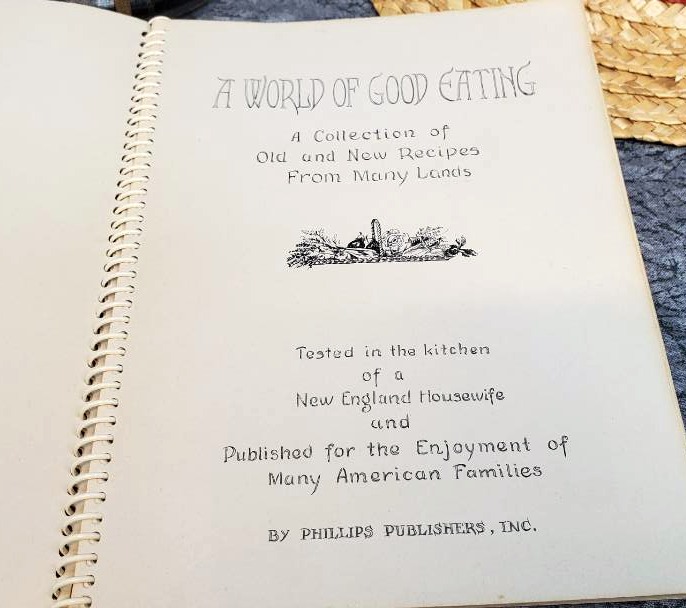 A WORLD OF GOOD EATING
A Collection of
Old and New Recipes
From Many Lands
Tested in the kitchen
of a
New England Housewife
and
Published for the Enjoyment of
Many American Families
BY PHILLIPS PUBLISHERS, INC.